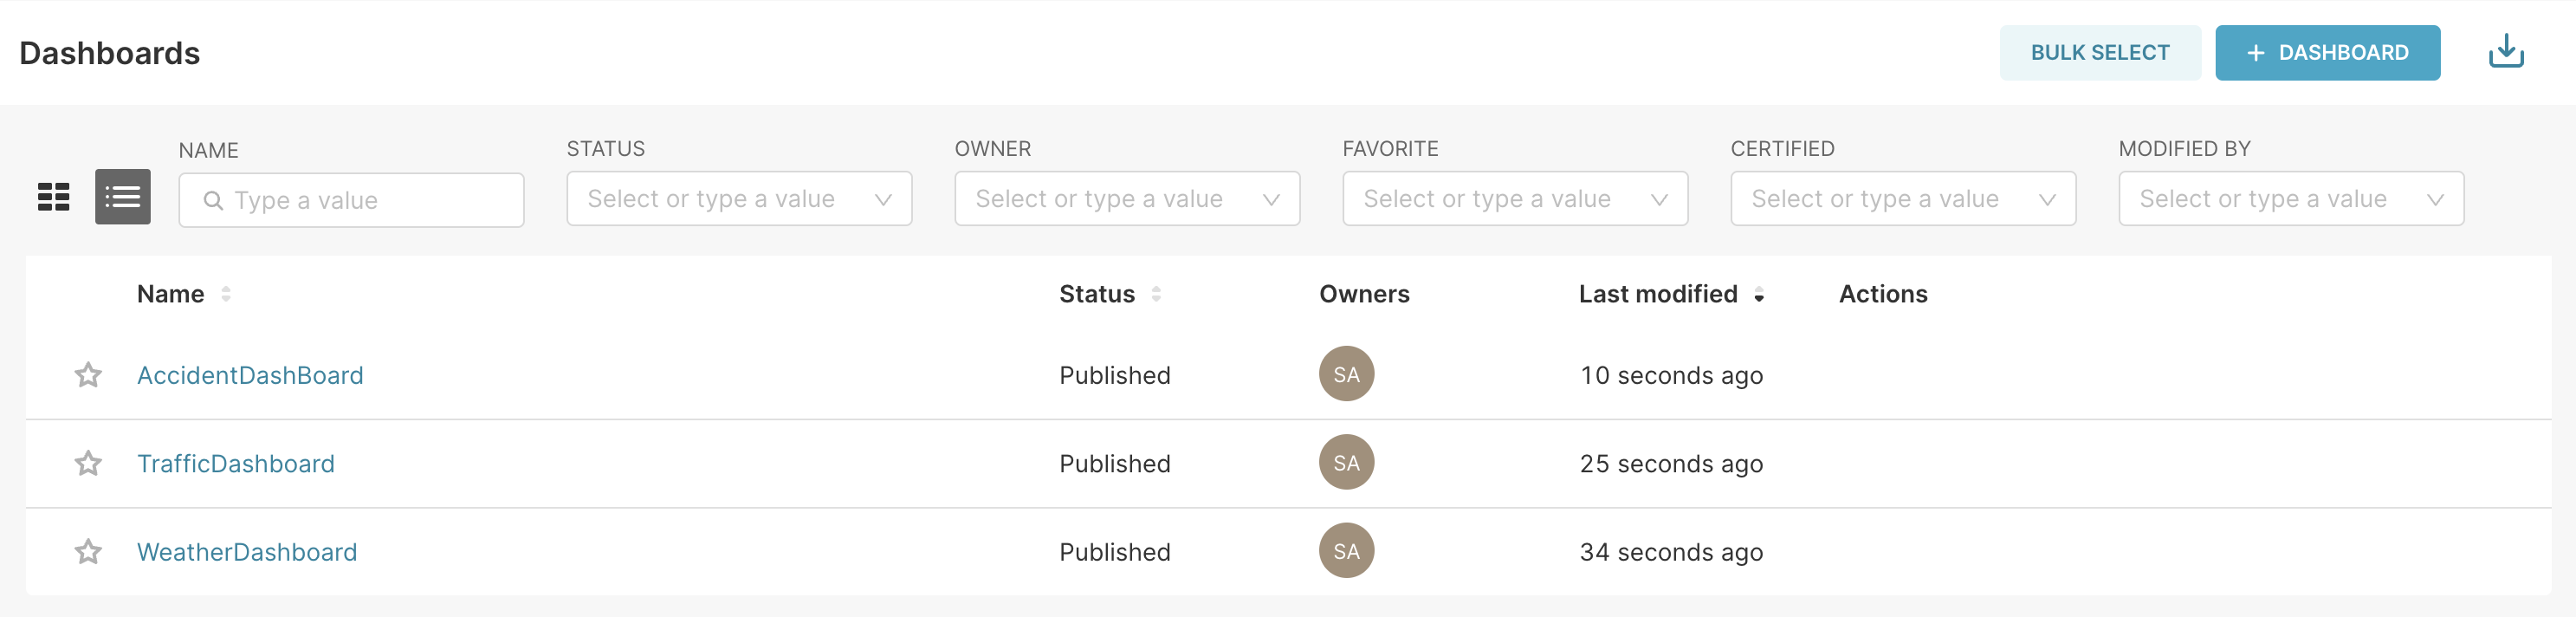 Dashboards
BULK SELECT
+ DASHBOARD
NAME
STATUS
OWNER
FAVORITE
CERTIFIED
MODIFIED BY
Type a value
Select or type a value
Select or type a value
Select or type a value
Select or type a value
Select or type a value
Name Status Owners Last modified Actions
AccidentDashBoard Published SA 10 seconds ago
TrafficDashboard Published SA 25 seconds ago
WeatherDashboard Published SA 34 seconds ago